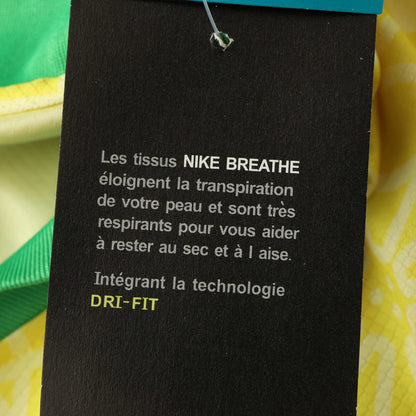 Les tissus NIKE BREATHE
éloignent la transpiration
de votre peau et sont très
respirants pour vous aider
à rester au sec et à l aise.
Intégrant la technologie
DRI-FIT